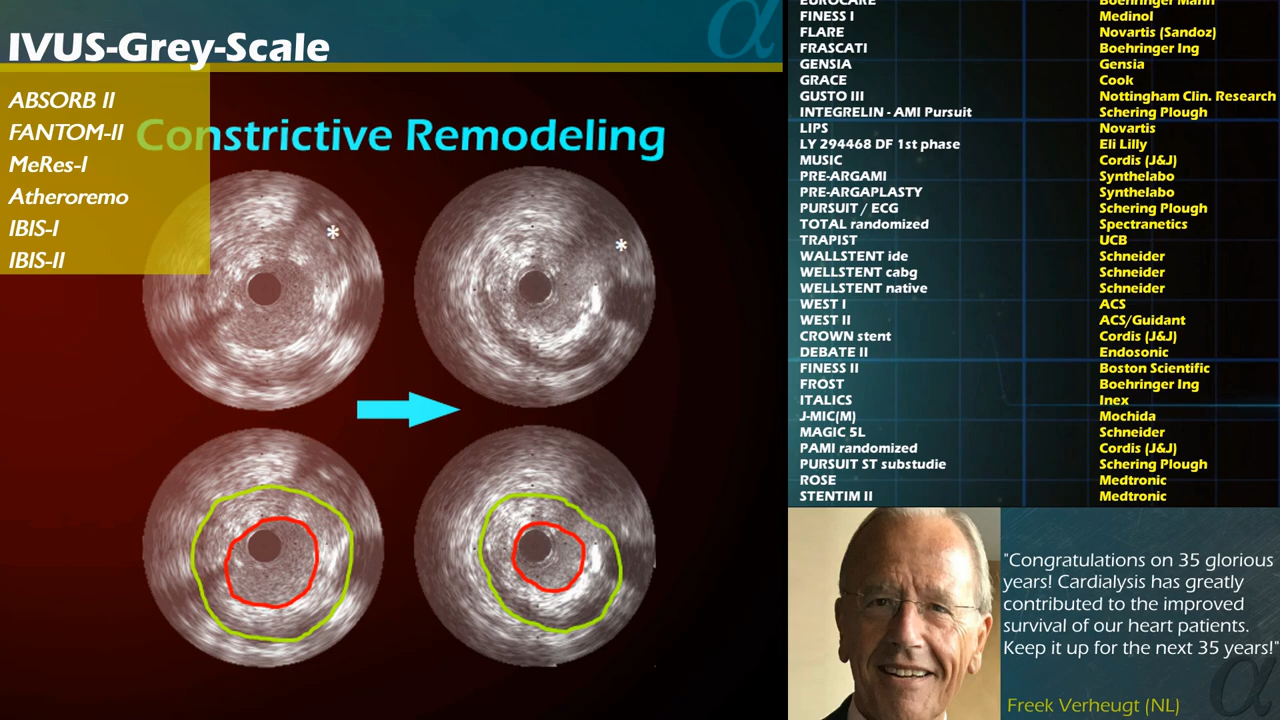 IVUS-Grey-Scale
α
ABSORB II
FANTOM-II
MeRes-I
Atheroremo
IBIS-I
IBIS-II
Constrictive Remodeling
*
*
EUROCARE Boehringer Mann
FINESS I Medinol
FLARE Novartis (Sandoz)
FRASCATI Boehringer Ing
GENSIA Gensia
GRACE Cook
GUSTO III Nottingham Clin. Research
INTEGRELIN - AMI Pursuit Schering Plough
LIPS Novartis
LY 294468 DF 1st phase Eli Lilly
MUSIC Cordis (J&J)
PRE-ARGAMI Synthelabo
PRE-ARGAPLASTY Synthelabo
PURSUIT / ECG Schering Plough
TOTAL randomized Spectranetics
TRAPIST UCB
WALLSTENT ide Schneider
WELLSTENT cabg Schneider
WELLSTENT native Schneider
WEST I ACS
WEST II ACS/Guidant
CROWN stent Cordis (J&J)
DEBATE II Endosonic
FINESS II Boston Scientific
FROST Boehringer Ing
ITALICS Inex
J-MIC(M) Mochida
MAGIC 5L Schneider
PAMI randomized Cordis (J&J)
PURSUIT ST substudie Schering Plough
ROSE Medtronic
STENTIM II Medtronic
"Congratulations on 35 glorious
years! Cardialysis has greatly
contributed to the improved
survival of our heart patients.
Keep it up for the next 35 years!"
α
Freek Verheugt (NL)